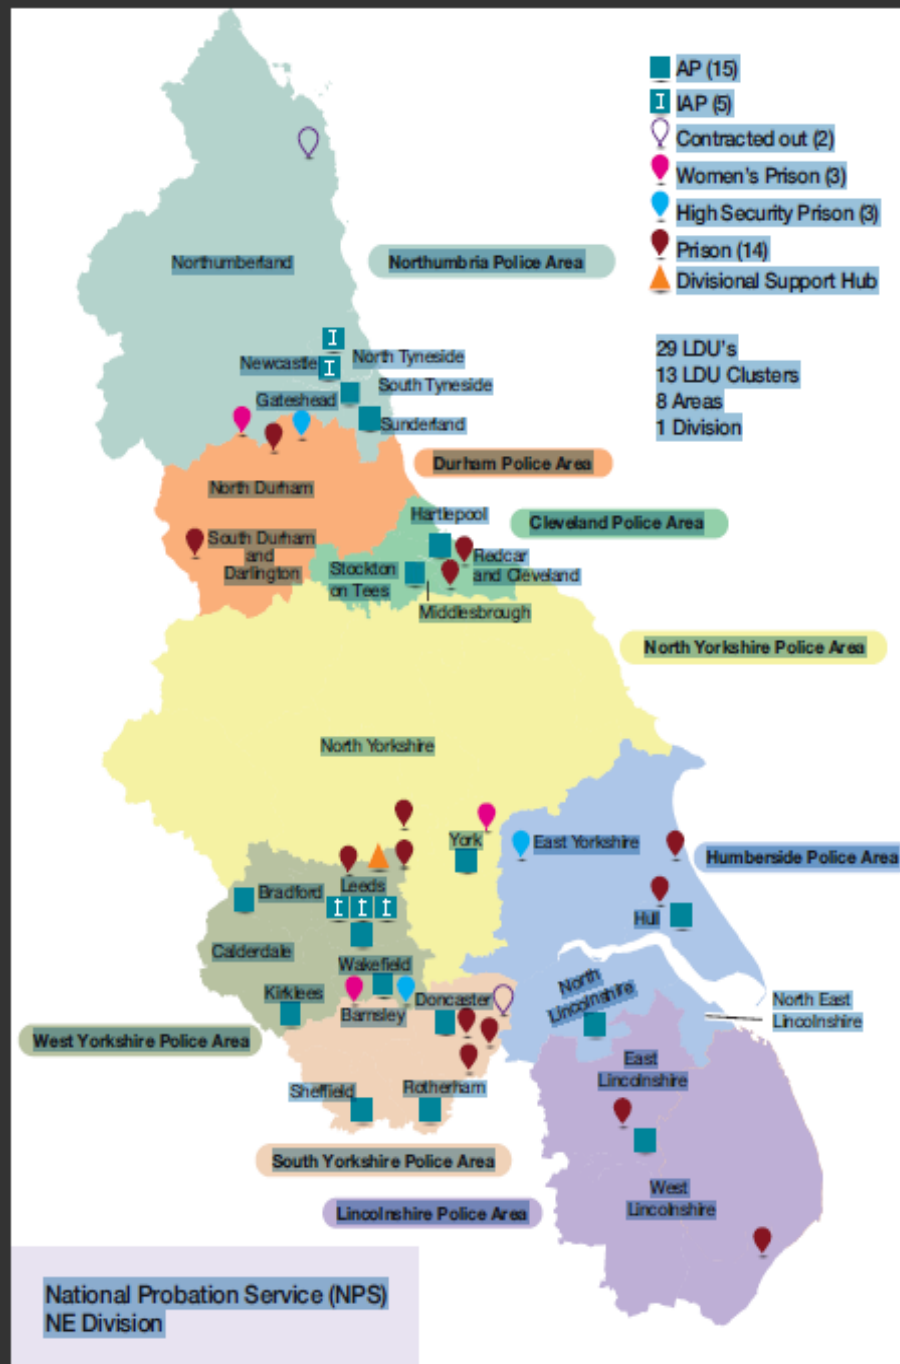 AP (15)
I IAP (5)
Contracted out (2)
Women's Prison (3)
High Security Prison (3)
Prison (14)
Divisional Support Hub
29 LDU's
13 LDU Clusters
8 Areas
1 Division
Northumberland
Northumbria Police Area
I
Newcastle I North Tyneside
South Tyneside
Gateshead
Sunderland
Durham Police Area
North Durham
Hartlepool
Cleveland Police Area
South Durham
and
Darlington
Stockton
on Tees
Redcar
and Cleveland
Middlesbrough
North Yorkshire Police Area
North Yorkshire
York
East Yorkshire
Humberside Police Area
Bradford
Leeds
I I I
Hull
Calderdale
Wakefield
Kirklees
Barnsley
Doncaster
North
Lincolnshire
North East
Lincolnshire
West Yorkshire Police Area
East
Lincolnshire
Sheffield
Rotherham
South Yorkshire Police Area
West
Lincolnshire
Lincolnshire Police Area
National Probation Service (NPS)
NE Division